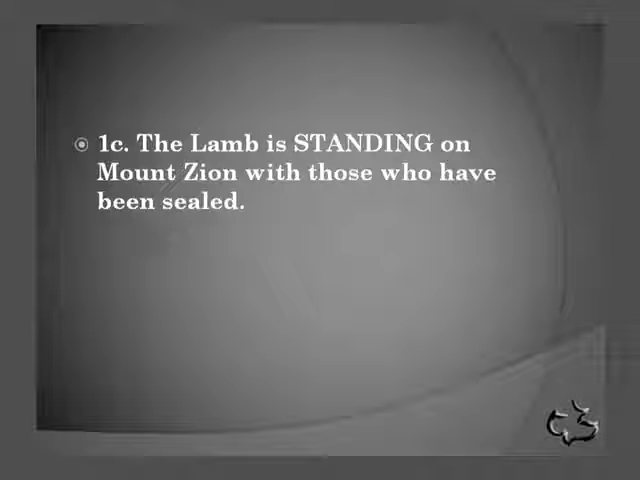 1c. The Lamb is STANDING on
Mount Zion with those who have
been sealed.